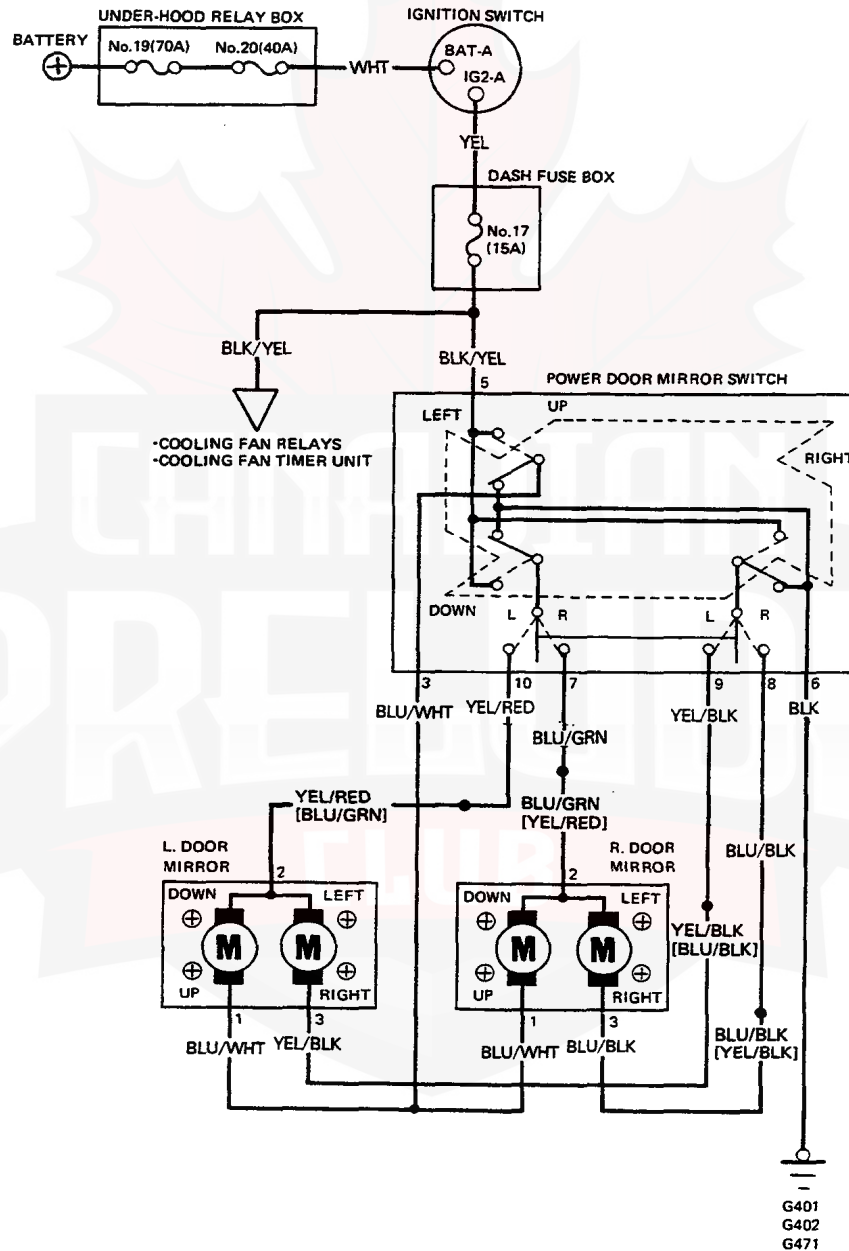 UNDER-HOOD RELAY BOX
IGNITION SWITCH
BATTERY
No.19(70A)
No.20(40A)
WHT
BAT-A
IG2-A
YEL
DASH FUSE BOX
No.17
(15A)
BLK/YEL
BLK/YEL
5
POWER DOOR MIRROR SWITCH
-COOLING FAN RELAYS
-COOLING FAN TIMER UNIT
LEFT
UP
RIGHT
DOWN
L
R
L
R
3
10
7
9
8
6
BLU/WHT
YEL/RED
YEL/BLK
BLK
BLU/GRN
YEL/RED
[BLU/GRN]
BLU/GRN
[YEL/RED]
BLU/BLK
L. DOOR
MIRROR
2
R. DOOR
MIRROR
2
DOWN
LEFT
DOWN
LEFT
M
M
M
M
YEL/BLK
[BLU/BLK]
UP
RIGHT
UP
RIGHT
1
3
1
3
BLU/WHT
YEL/BLK
BLU/WHT
BLU/BLK
BLU/BLK
[YEL/BLK]
G401
G402
G471
CANADIAN
PRELUDE
CLUB